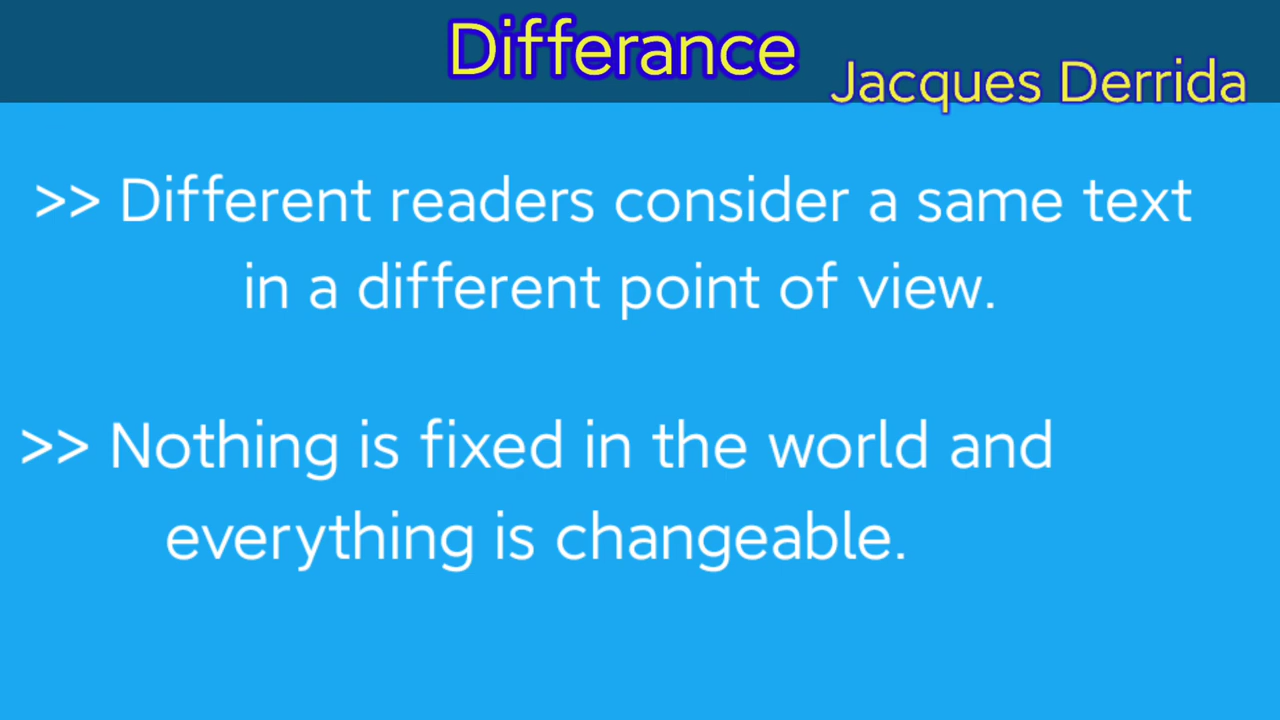 Differance
Jacques Derrida
>> Different readers consider a same text
in a different point of view.
>> Nothing is fixed in the world and
everything is changeable.